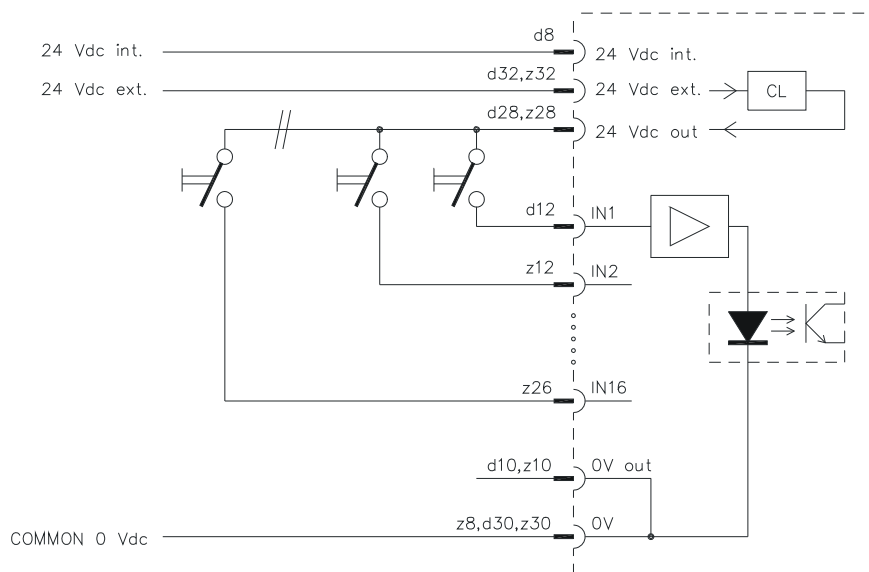 d8
24 Vdc int.
24 Vdc int.
d32,z32
24 Vdc ext.
24 Vdc ext.
CL
d28,z28
24 Vdc out
d12
IN1
z12
IN2
z26
IN16
d10,z10
0V out
z8,d30,z30
0V
COMMON 0 Vdc